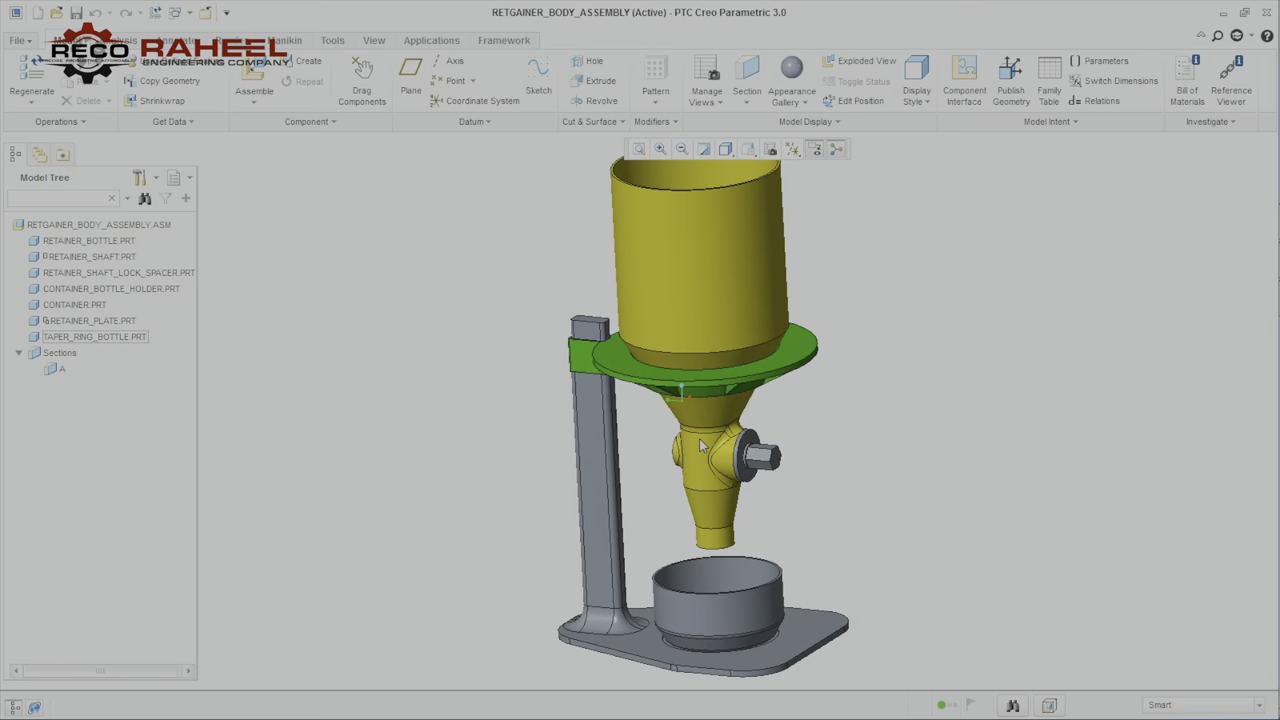 RETGAINER_BODY_ASSEMBLY (Active) - PTC Creo Parametric 3.0
File
Tools View Applications Framework
RECO RAHEEL
ENGINEERING COMPANY
Regenerate
Copy Geometry
Delete
Shrinkwrap
Assemble
Create
Repeat
Drag
Components
Plane
Axis
Point
Coordinate System
Sketch
Hole
Extrude
Revolve
Pattern
Manage
Views
Section
Appearance
Gallery
Exploded View
Toggle Status
Edit Position
Display
Style
Component
Interface
Publish
Geometry
Family
Table
Parameters
Switch Dimensions
Relations
Bill of
Materials
Reference
Viewer
Operations Get Data Component Datum Cut & Surface Modifiers Model Display Model Intent Investigate
Model Tree
RETGAINER_BODY_ASSEMBLY.ASM
RETAINER_BOTTLE.PRT
RETAINER_SHAFT.PRT
RETAINER_SHAFT_LOCK_SPACER.PRT
CONTAINER_BOTTLE_HOLDER.PRT
CONTAINER.PRT
RETAINER_PLATE.PRT
TAPER_RING_BOTTLE.PRT
Sections
A
Smart